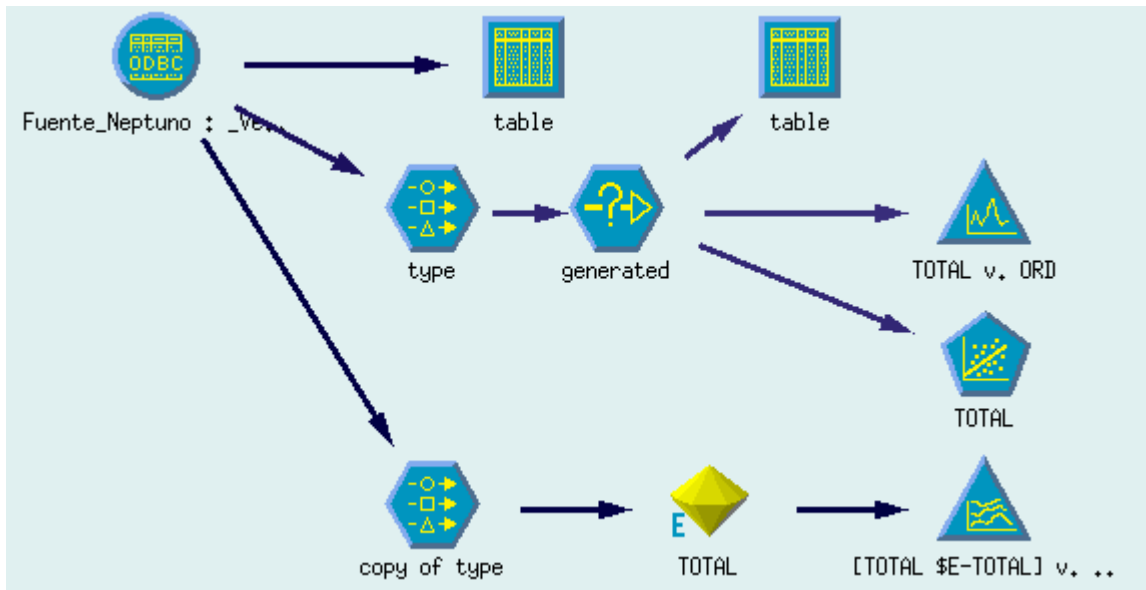 ODBC
Fuente_Neptuno : _Ve..
table
table
type
generated
TOTAL v. ORD
TOTAL
copy of type
E
TOTAL
[TOTAL $E-TOTAL] v. ..